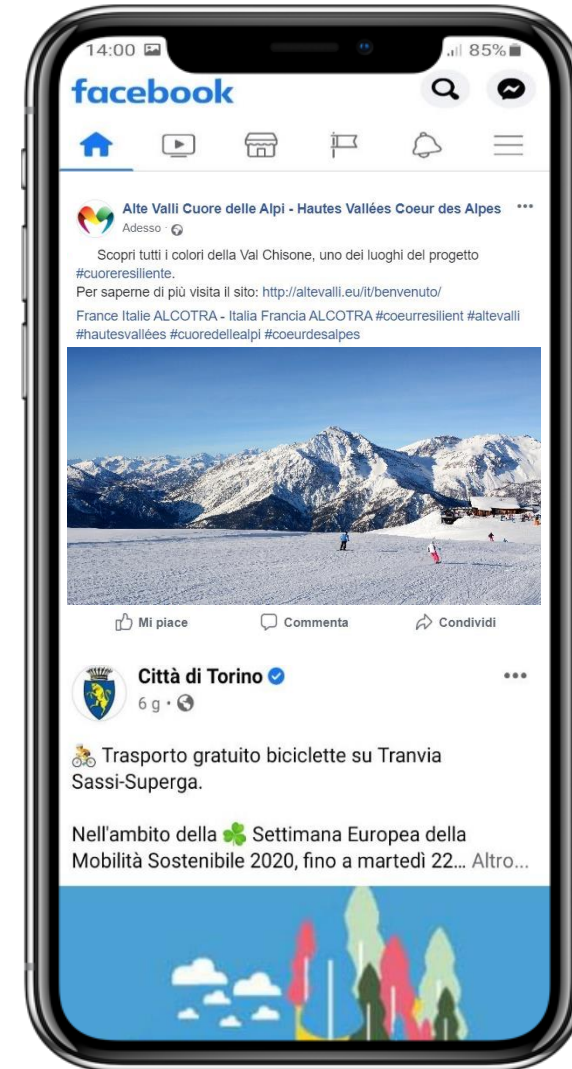 14:00
85%
facebook
Alte Valli Cuore delle Alpi - Hautes Vallées Coeur des Alpes
Adesso ·
Scopri tutti i colori della Val Chisone, uno dei luoghi del progetto
#cuoreresiliente.
Per saperne di più visita il sito: http://altevalli.eu/it/benvenuto/
France Italie ALCOTRA - Italia Francia ALCOTRA #coeurresilient #altevalli
#hautesvallées #cuoredellealpi #coeurdesalpes
Mi piace
Commenta
Condividi
Città di Torino
6 g ·
Trasporto gratuito biciclette su Tranvia
Sassi-Superga.
Nell'ambito della 🍀 Settimana Europea della
Mobilità Sostenibile 2020, fino a martedì 22... Altro...